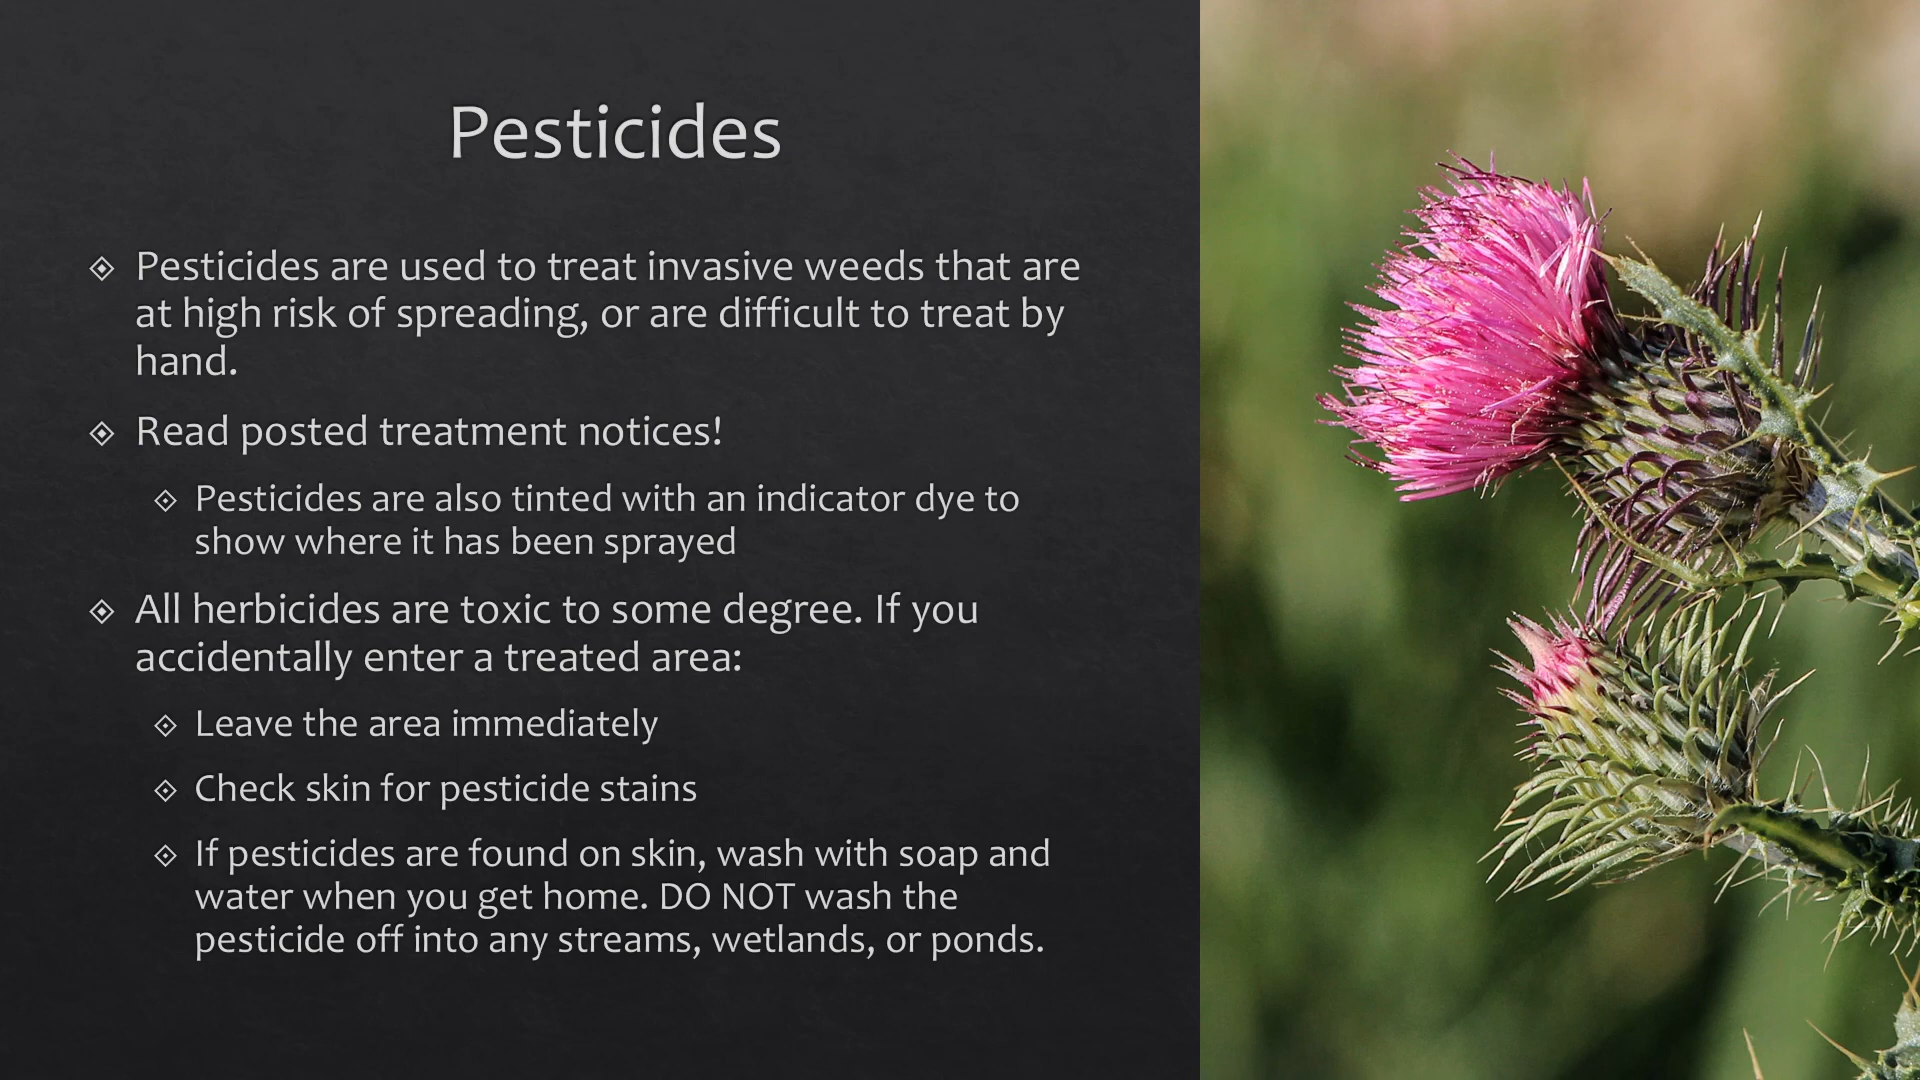 Pesticides
Pesticides are used to treat invasive weeds that are
at high risk of spreading, or are difficult to treat by
hand.
Read posted treatment notices!
Pesticides are also tinted with an indicator dye to
show where it has been sprayed
All herbicides are toxic to some degree. If you
accidentally enter a treated area:
Leave the area immediately
Check skin for pesticide stains
If pesticides are found on skin, wash with soap and
water when you get home. DO NOT wash the
pesticide off into any streams, wetlands, or ponds.